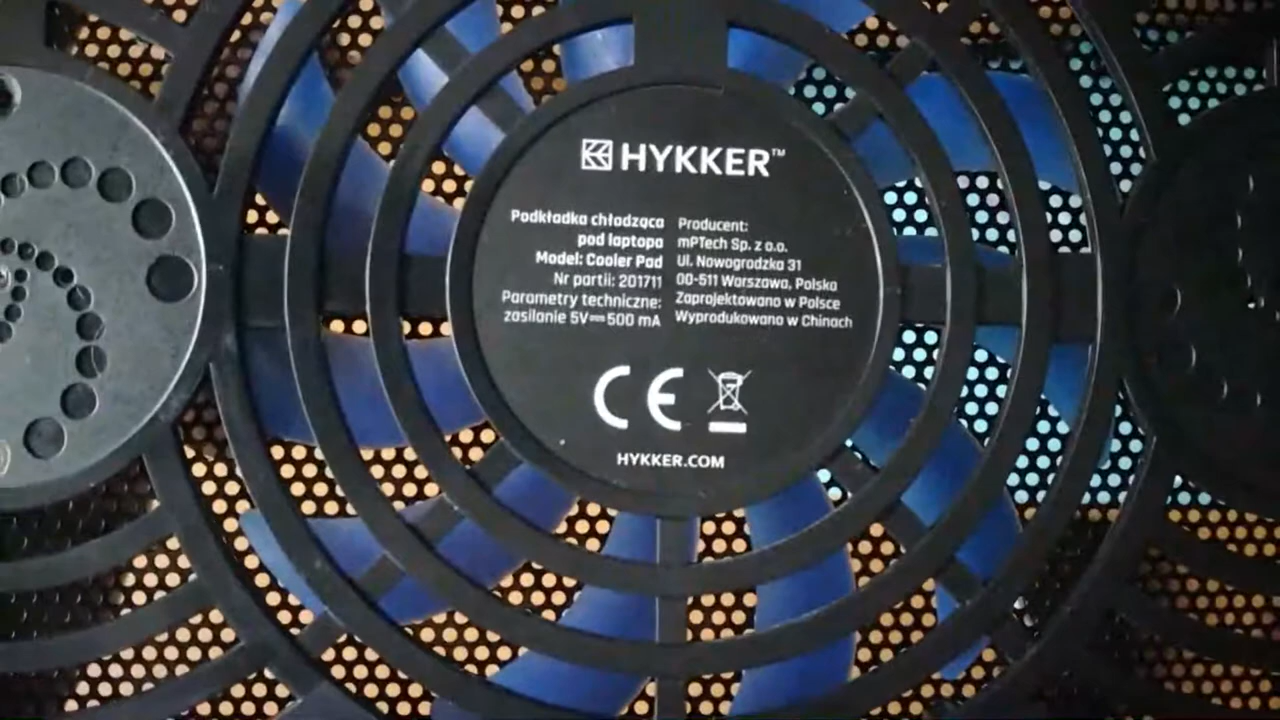 HYKKER™
Podkładka chłodząca
pod laptopa
Model: Cooler Pad
Nr partii: 201711
Parametry techniczne:
zasilanie 5V⎓500 mA
Producent:
mPTech Sp. z o.o.
Ul. Nowogrodzka 31
00-511 Warszawa, Polska
Zaprojektowano w Polsce
Wyprodukowano w Chinach
CE
HYKKER.COM